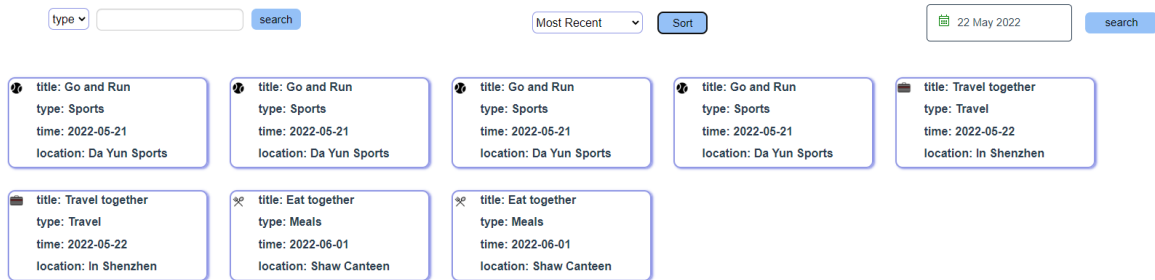 type search Most Recent Sort 22 May 2022 search
title: Go and Run
type: Sports
time: 2022-05-21
location: Da Yun Sports
title: Go and Run
type: Sports
time: 2022-05-21
location: Da Yun Sports
title: Go and Run
type: Sports
time: 2022-05-21
location: Da Yun Sports
title: Go and Run
type: Sports
time: 2022-05-21
location: Da Yun Sports
title: Travel together
type: Travel
time: 2022-05-22
location: In Shenzhen
title: Travel together
type: Travel
time: 2022-05-22
location: In Shenzhen
title: Eat together
type: Meals
time: 2022-06-01
location: Shaw Canteen
title: Eat together
type: Meals
time: 2022-06-01
location: Shaw Canteen